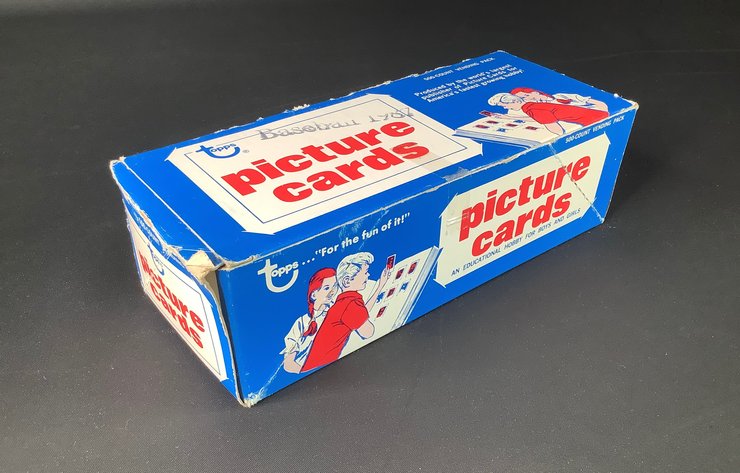 500-COUNT VENDING PACK
Produced by the world's largest
publisher of Picture Cards for
America's fastest growing hobby!
Baseball
topps
®
picture
cards
500-COUNT VENDING PACK
topps ... "For the fun of it!"
picture
cards
AN EDUCATIONAL HOBBY FOR BOYS AND GIRLS
picture
cards